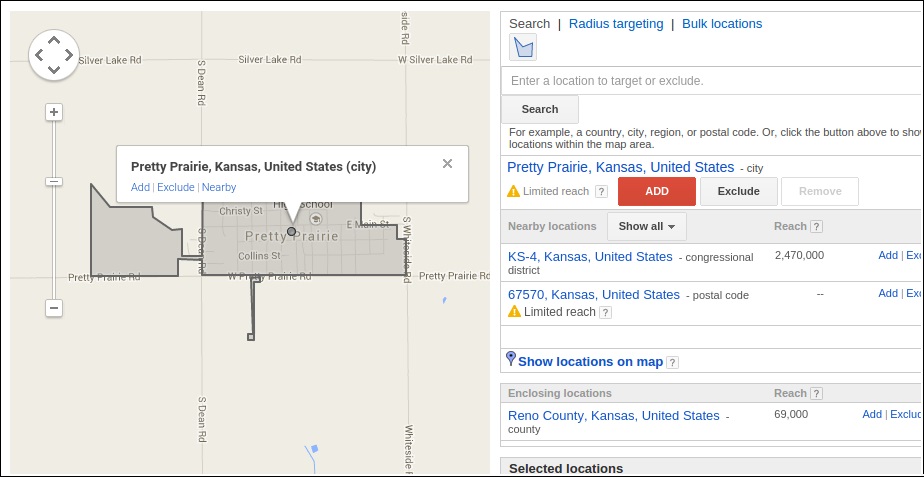 side Rd
Silver Lake Rd
Silver Lake Rd
W Silver Lake Rd
S Dean Rd
Pretty Prairie, Kansas, United States (city)
Add | Exclude | Nearby
School
Christy St
E Main St
Pretty Prairie
S Dean Rd
S Whiteside Rd
Collins St
Pretty Prairie Rd
W Pretty Prairie Rd
Pretty Prairie Rd
S Dean Rd
Whiteside R
Search | Radius targeting | Bulk locations
Enter a location to target or exclude.
Search
For example, a country, city, region, or postal code. Or, click the button above to sho
locations within the map area.
Pretty Prairie, Kansas, United States - city
Limited reach ? ADD Exclude Remove
Nearby locations Show all Reach ?
KS-4, Kansas, United States - congressional 2,470,000 Add | Exc
district
67570, Kansas, United States - postal code -- Add | Exc
Limited reach ?
Show locations on map ?
Enclosing locations Reach ?
Reno County, Kansas, United States - 69,000 Add | Exclud
county
Selected locations